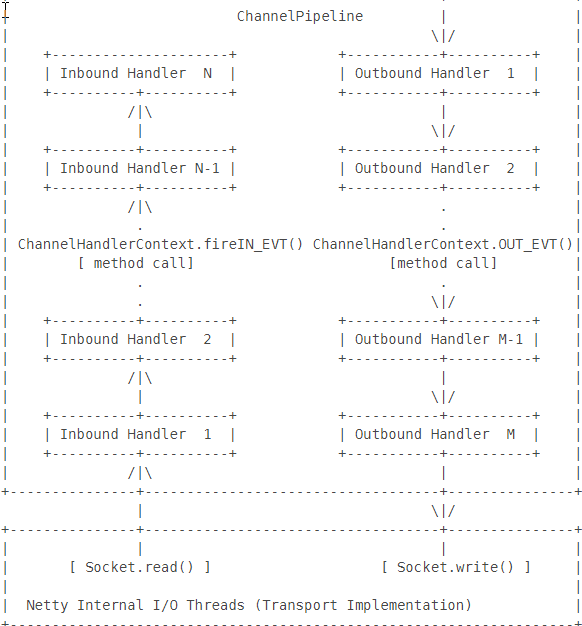 ChannelPipeline
Inbound Handler  N    Outbound Handler  1
Inbound Handler N-1    Outbound Handler  2
ChannelHandlerContext.fireIN_EVT() ChannelHandlerContext.OUT_EVT()
[ method call]    [method call]
Inbound Handler  2    Outbound Handler M-1
Inbound Handler  1    Outbound Handler  M
[ Socket.read() ]    [ Socket.write() ]
Netty Internal I/O Threads (Transport Implementation)